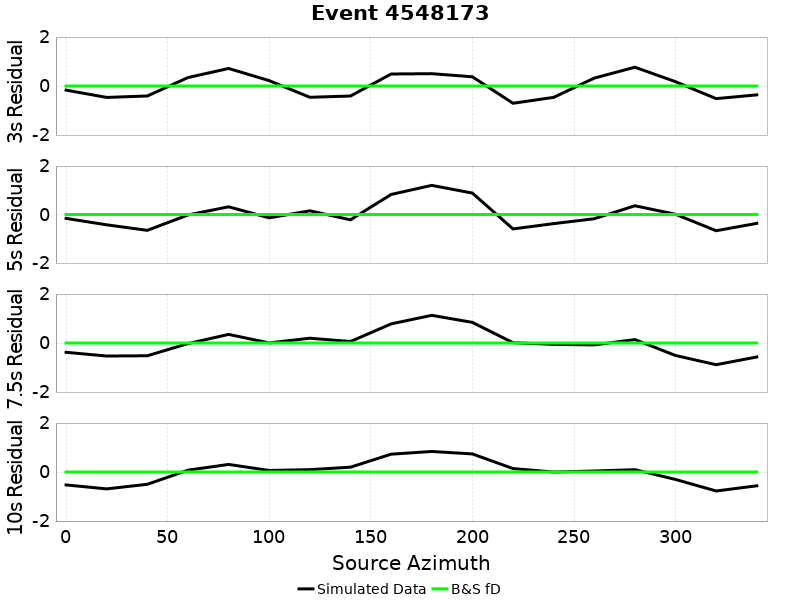 Event 4548173
3s Residual
2
0
-2
5s Residual
2
0
-2
7.5s Residual
2
0
-2
10s Residual
2
0
-2
0 50 100 150 200 250 300
Source Azimuth
Simulated Data B&S fD